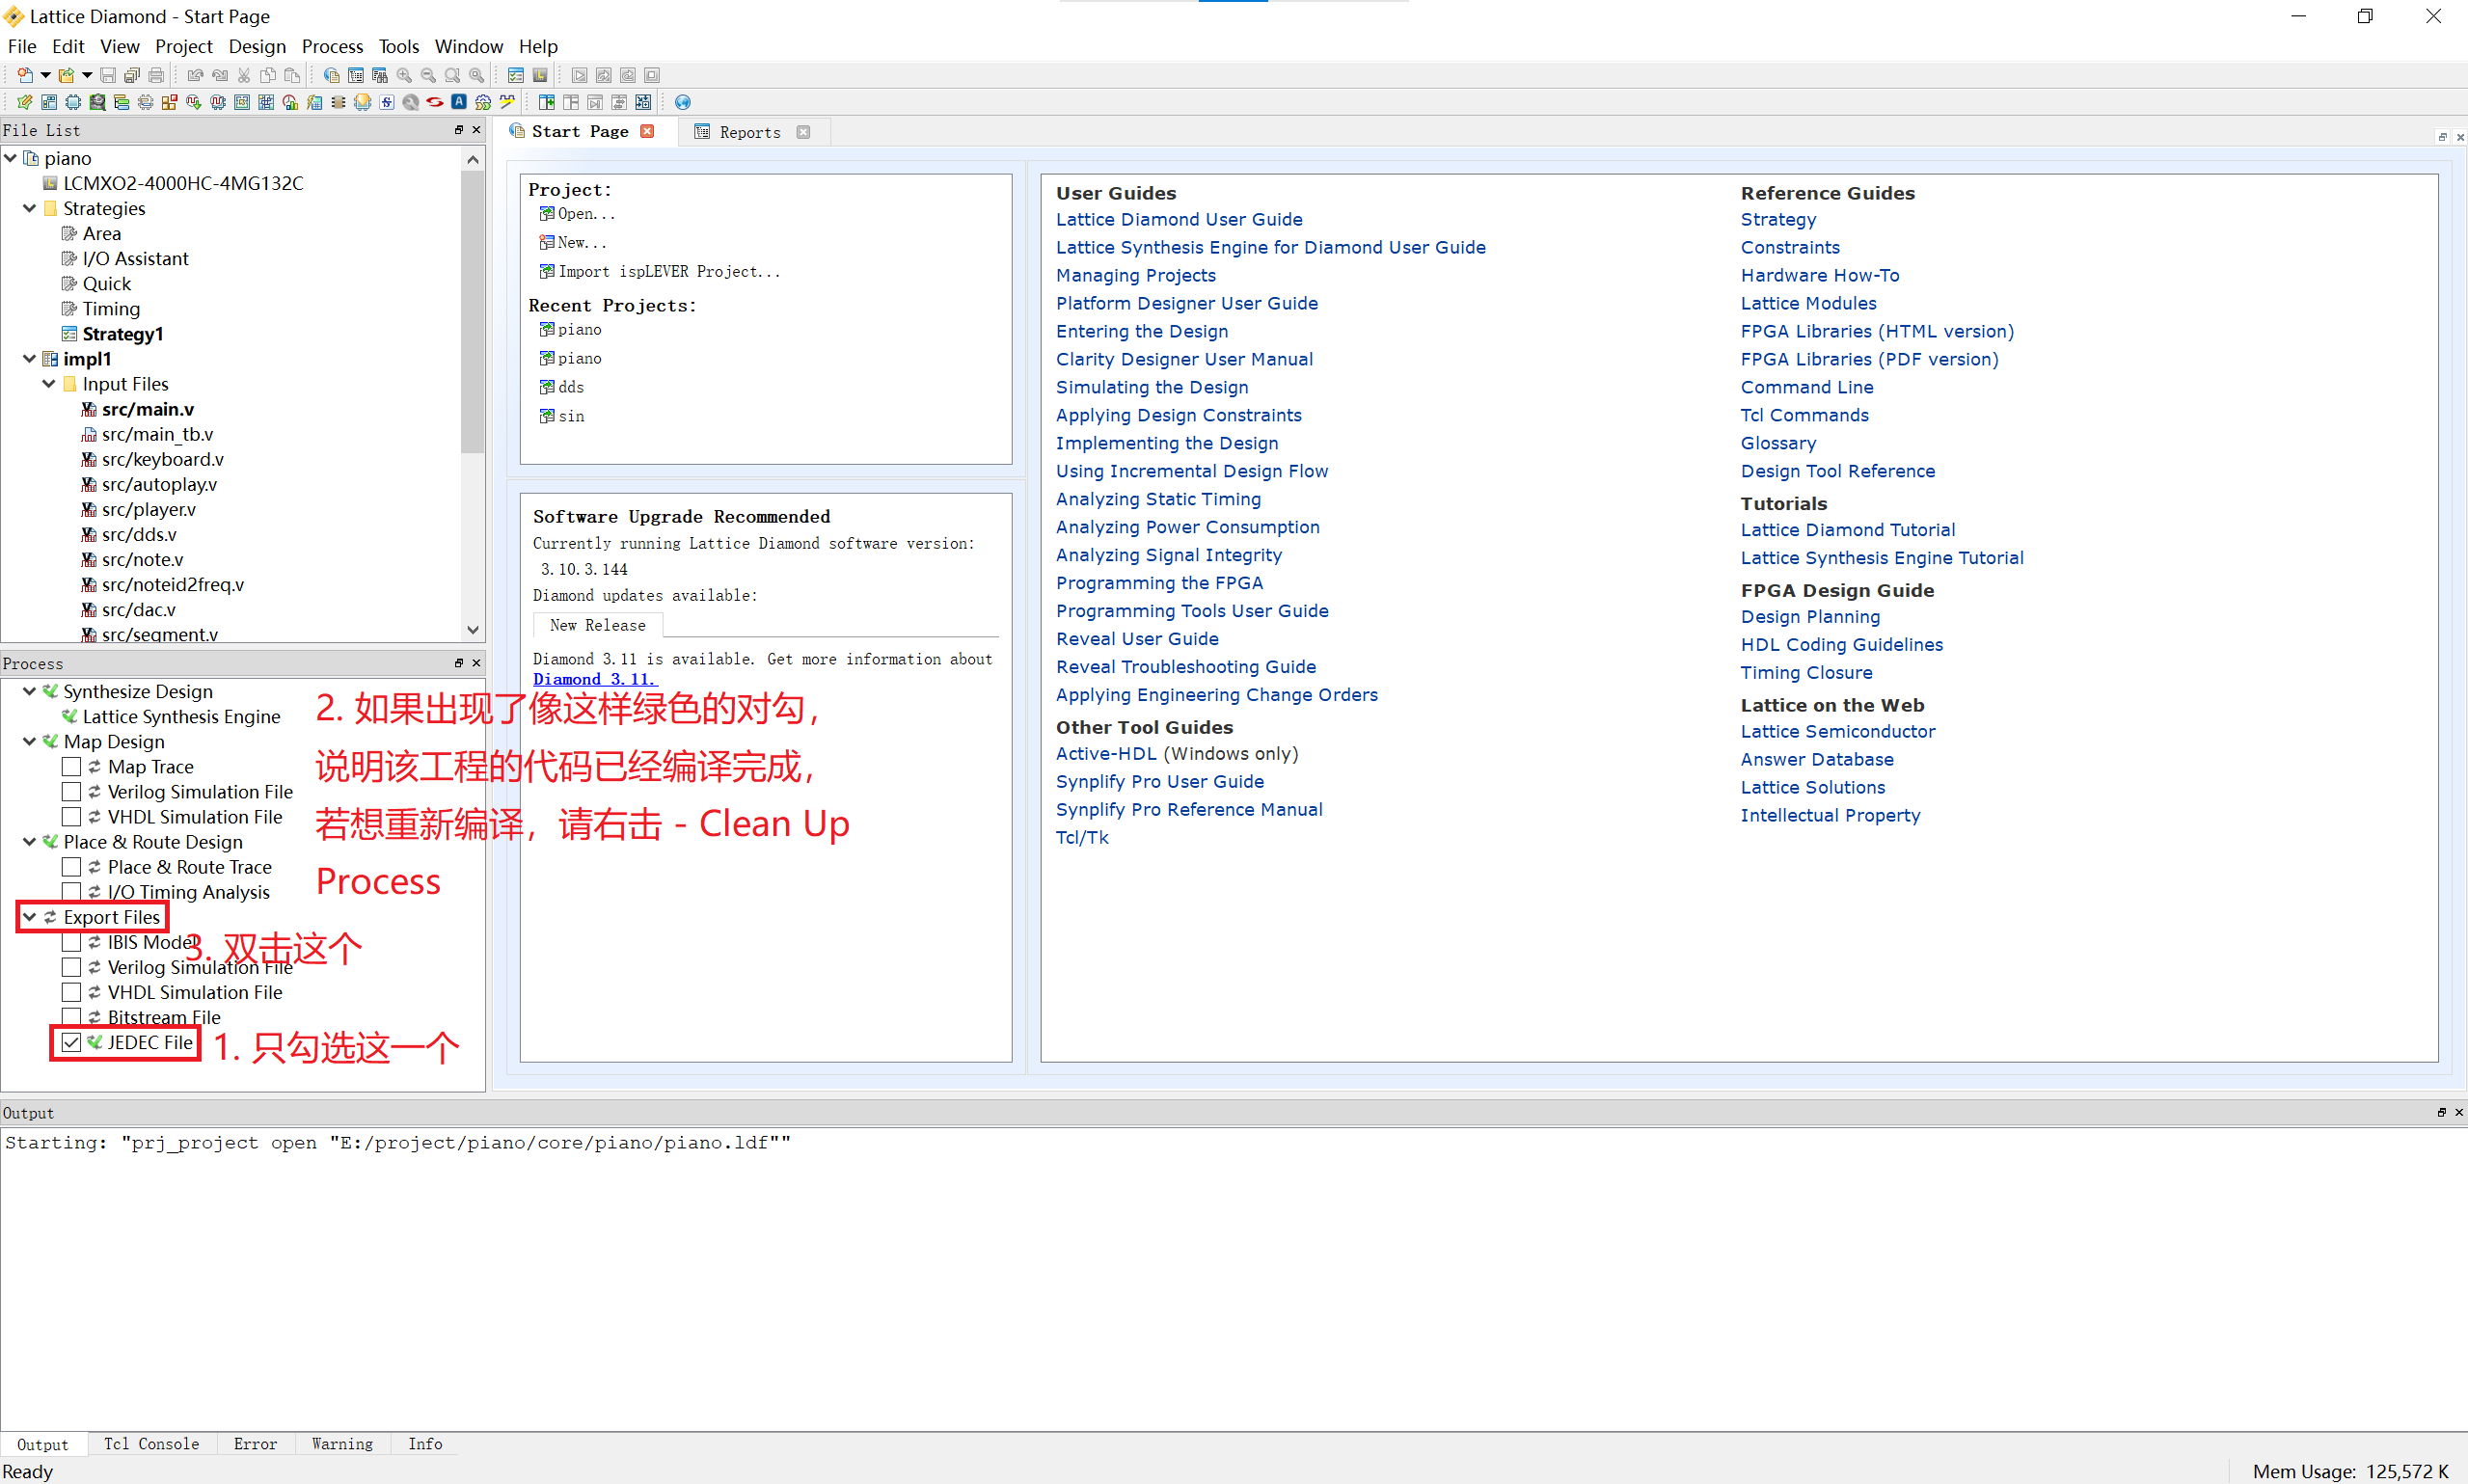 Lattice Diamond - Start Page
File Edit View Project Design Process Tools Window Help
File List
piano
LCMXO2-4000HC-4MG132C
Strategies
Area
I/O Assistant
Quick
Timing
Strategy1
impl1
Input Files
src/main.v
src/main_tb.v
src/keyboard.v
src/autoplay.v
src/player.v
src/dds.v
src/note.v
src/noteid2freq.v
src/dac.v
src/segment.v
Process
Synthesize Design
Lattice Synthesis Engine
Map Design
Map Trace
Verilog Simulation File
VHDL Simulation File
Place & Route Design
Place & Route Trace
I/O Timing Analysis
Export Files
IBIS Model
Verilog Simulation File
VHDL Simulation File
Bitstream File
JEDEC File
2. 如果出现了像这样绿色的对勾，
说明该工程的代码已经编译完成，
若想重新编译，请右击 - Clean Up
Process
3. 双击这个
1. 只勾选这一个
Start Page
Reports
Project:
Open...
New...
Import ispLEVER Project...
Recent Projects:
piano
piano
dds
sin
Software Upgrade Recommended
Currently running Lattice Diamond software version:
3.10.3.144
Diamond updates available:
New Release
Diamond 3.11 is available. Get more information about
Diamond 3.11.
User Guides
Lattice Diamond User Guide
Lattice Synthesis Engine for Diamond User Guide
Managing Projects
Platform Designer User Guide
Entering the Design
Clarity Designer User Manual
Simulating the Design
Applying Design Constraints
Implementing the Design
Using Incremental Design Flow
Analyzing Static Timing
Analyzing Power Consumption
Analyzing Signal Integrity
Programming the FPGA
Programming Tools User Guide
Reveal User Guide
Reveal Troubleshooting Guide
Applying Engineering Change Orders
Other Tool Guides
Active-HDL (Windows only)
Synplify Pro User Guide
Synplify Pro Reference Manual
Tcl/Tk
Reference Guides
Strategy
Constraints
Hardware How-To
Lattice Modules
FPGA Libraries (HTML version)
FPGA Libraries (PDF version)
Command Line
Tcl Commands
Glossary
Design Tool Reference
Tutorials
Lattice Diamond Tutorial
Lattice Synthesis Engine Tutorial
FPGA Design Guide
Design Planning
HDL Coding Guidelines
Timing Closure
Lattice on the Web
Lattice Semiconductor
Answer Database
Lattice Solutions
Intellectual Property
Output
Starting: "prj_project open "E:/project/piano/core/piano/piano.ldf""
Output Tcl Console Error Warning Info
Ready
Mem Usage: 125,572 K